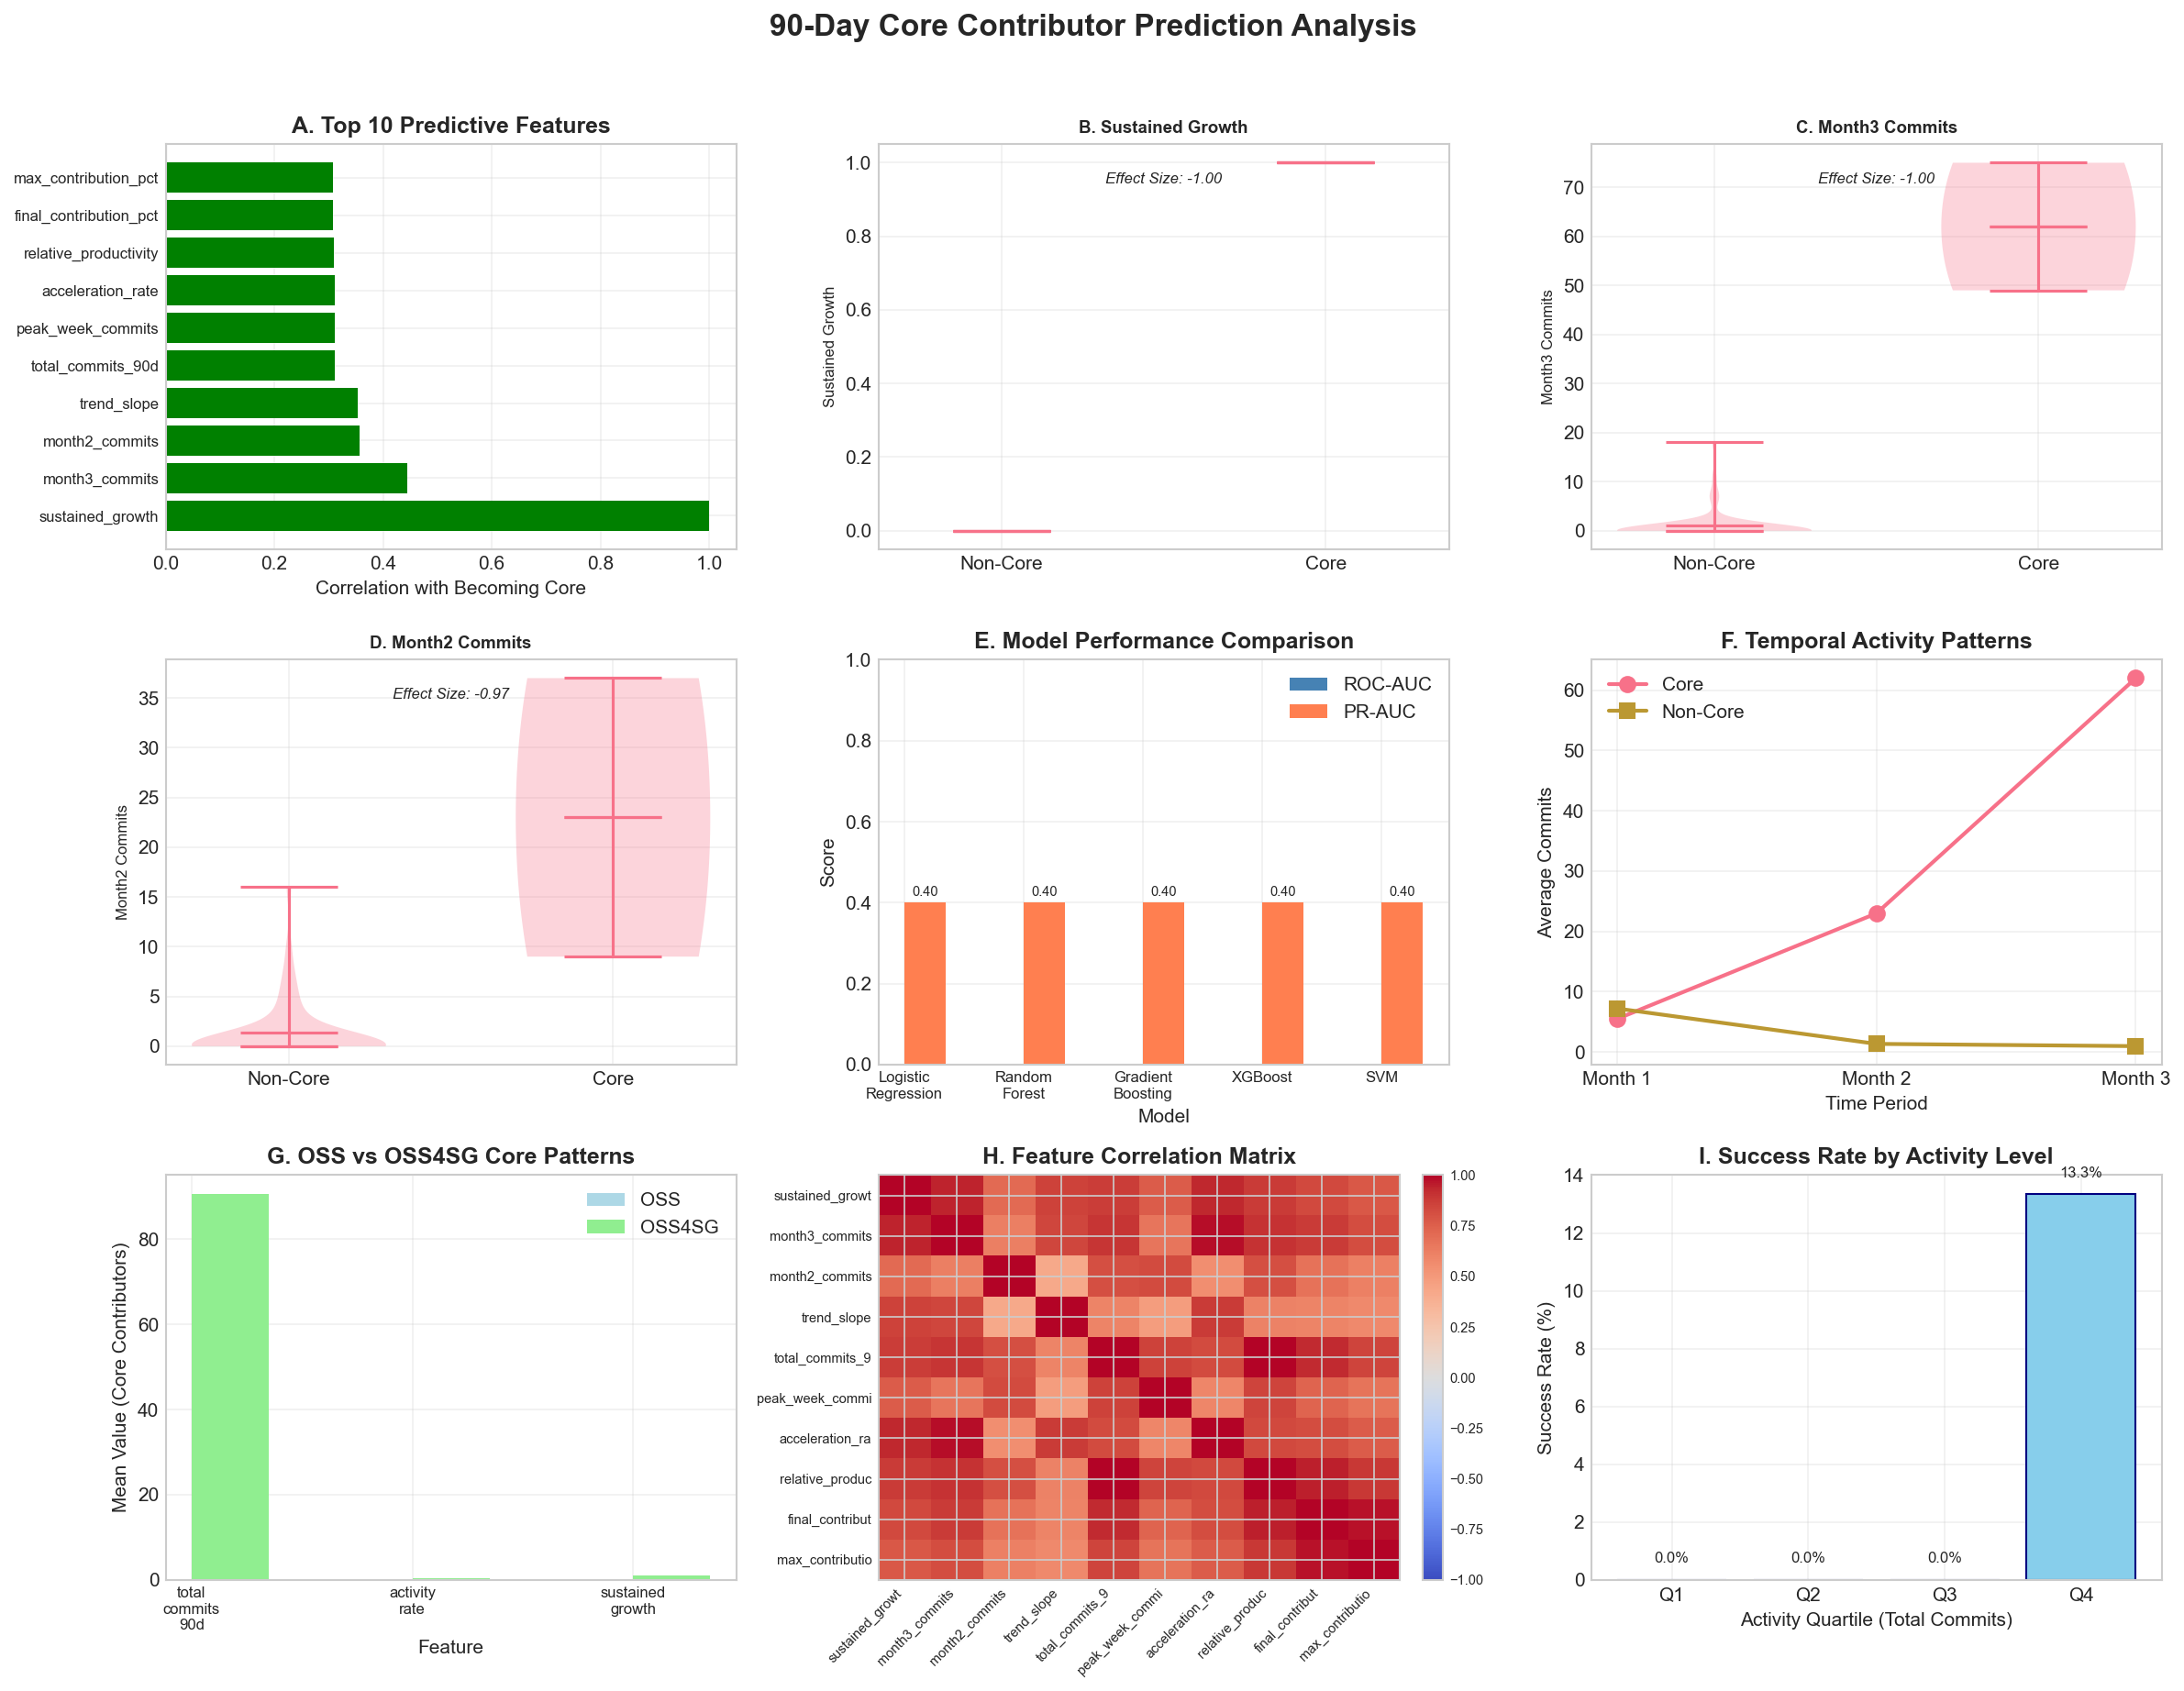 90-Day Core Contributor Prediction Analysis
A. Top 10 Predictive Features
max_contribution_pct
final_contribution_pct
relative_productivity
acceleration_rate
peak_week_commits
total_commits_90d
trend_slope
month2_commits
month3_commits
sustained_growth
0.0 0.2 0.4 0.6 0.8 1.0
Correlation with Becoming Core
B. Sustained Growth
Effect Size: -1.00
Sustained Growth
1.0
0.8
0.6
0.4
0.2
0.0
Non-Core Core
C. Month3 Commits
Effect Size: -1.00
Month3 Commits
70
60
50
40
30
20
10
0
Non-Core Core
D. Month2 Commits
Effect Size: -0.97
Month2 Commits
35
30
25
20
15
10
5
0
Non-Core Core
E. Model Performance Comparison
ROC-AUC
PR-AUC
Score
1.0
0.8
0.6
0.4
0.2
0.0
0.40 0.40 0.40 0.40 0.40
Logistic Random Gradient XGBoost SVM
Regression Forest Boosting
Model
F. Temporal Activity Patterns
Core
Non-Core
Average Commits
60
50
40
30
20
10
0
Month 1 Month 2 Month 3
Time Period
G. OSS vs OSS4SG Core Patterns
OSS
OSS4SG
Mean Value (Core Contributors)
80
60
40
20
0
total activity sustained
commits rate growth
90d
Feature
H. Feature Correlation Matrix
sustained_growt
month3_commits
month2_commits
trend_slope
total_commits_9
peak_week_commi
acceleration_ra
relative_produc
final_contribut
max_contributio
sustained_growt
month3_commits
month2_commits
trend_slope
total_commits_9
peak_week_commi
acceleration_ra
relative_produc
final_contribut
max_contributio
1.00
0.75
0.50
0.25
0.00
−0.25
−0.50
−0.75
−1.00
I. Success Rate by Activity Level
13.3%
Success Rate (%)
14
12
10
8
6
4
2
0
0.0% 0.0% 0.0%
Q1 Q2 Q3 Q4
Activity Quartile (Total Commits)